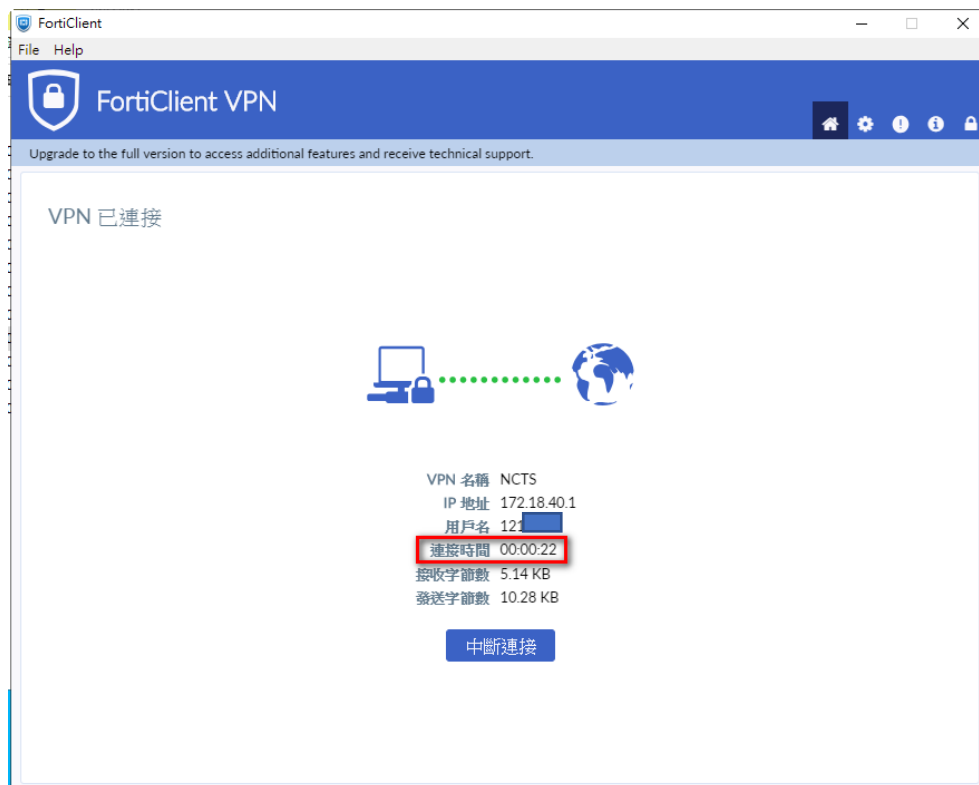 FortiClient
File Help
FortiClient VPN
Upgrade to the full version to access additional features and receive technical support.
VPN 已連接
VPN 名稱 NCTS
IP 地址 172.18.40.1
用戶名 121
連接時間 00:00:22
接收字節數 5.14 KB
發送字節數 10.28 KB
中斷連接